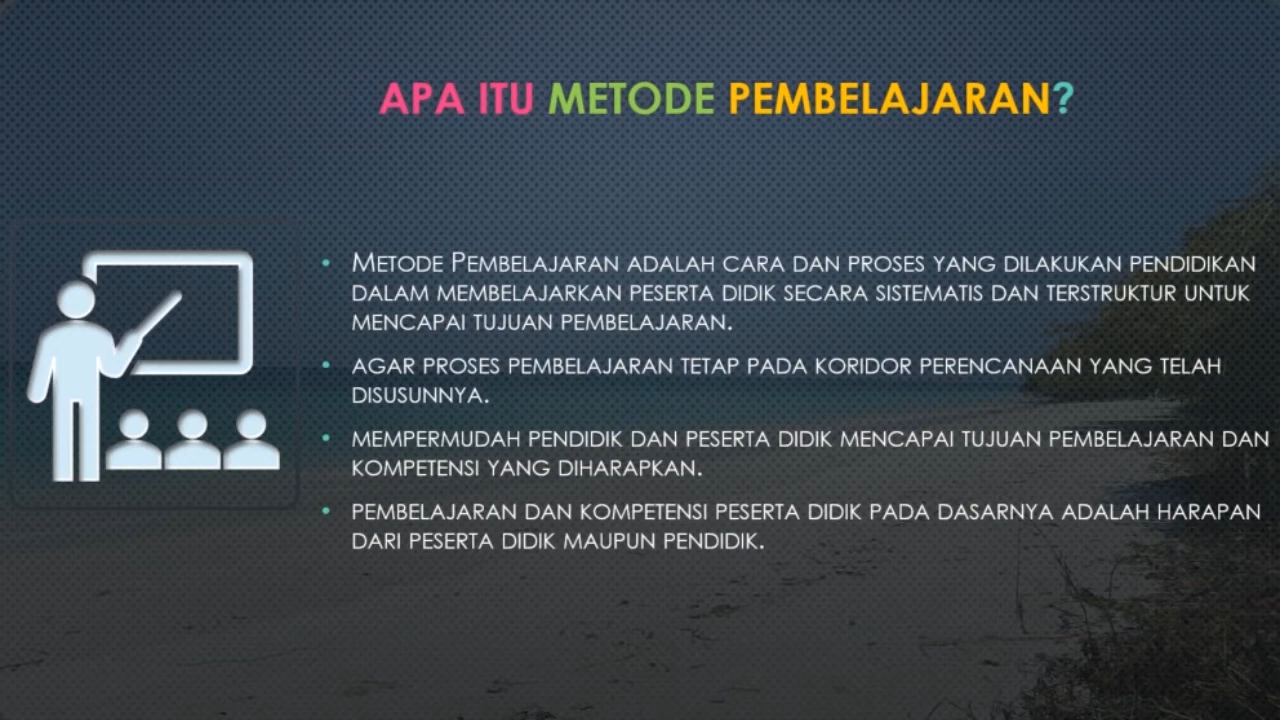 APA ITU METODE PEMBELAJARAN?
• METODE PEMBELAJARAN ADALAH CARA DAN PROSES YANG DILAKUKAN PENDIDIKAN
DALAM MEMBELAJARKAN PESERTA DIDIK SECARA SISTEMATIS DAN TERSTRUKTUR UNTUK
MENCAPAI TUJUAN PEMBELAJARAN.
• AGAR PROSES PEMBELAJARAN TETAP PADA KORIDOR PERENCANAAN YANG TELAH
DISUSUNNYA.
• MEMPERMUDAH PENDIDIK DAN PESERTA DIDIK MENCAPAI TUJUAN PEMBELAJARAN DAN
KOMPETENSI YANG DIHARAPKAN.
• PEMBELAJARAN DAN KOMPETENSI PESERTA DIDIK PADA DASARNYA ADALAH HARAPAN
DARI PESERTA DIDIK MAUPUN PENDIDIK.